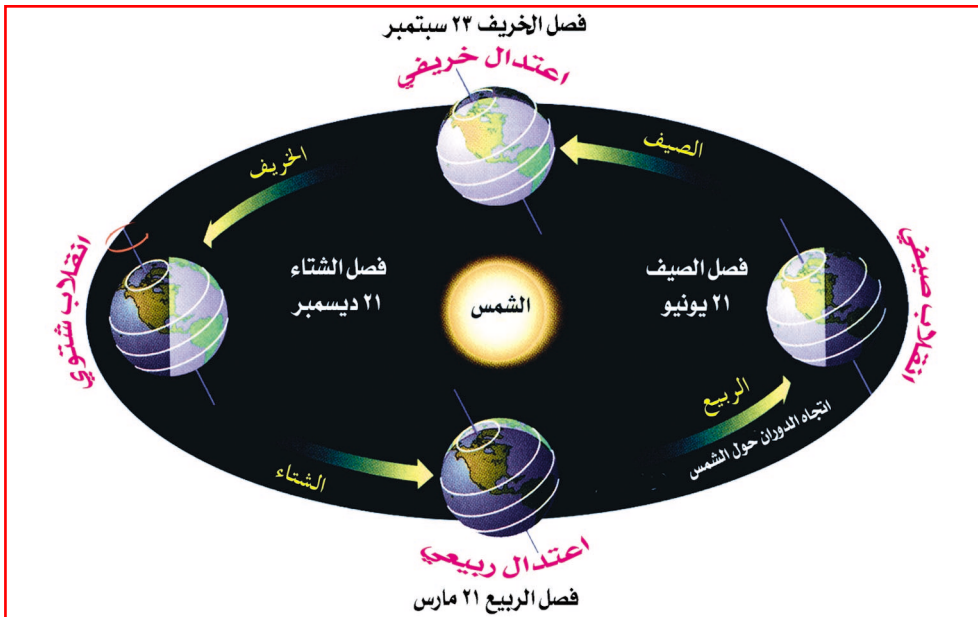 فصل الخريف ٢٣ سبتمبر
اعتدال خريفي
الصيف
الخريف
انقلاب صيفي
فصل الصيف
٢١ يونيو
الشمس
فصل الشتاء
٢١ ديسمبر
انقلاب شتوي
الربيع
اتجاه الدوران حول الشمس
الشتاء
اعتدال ربيعي
فصل الربيع ٢١ مارس